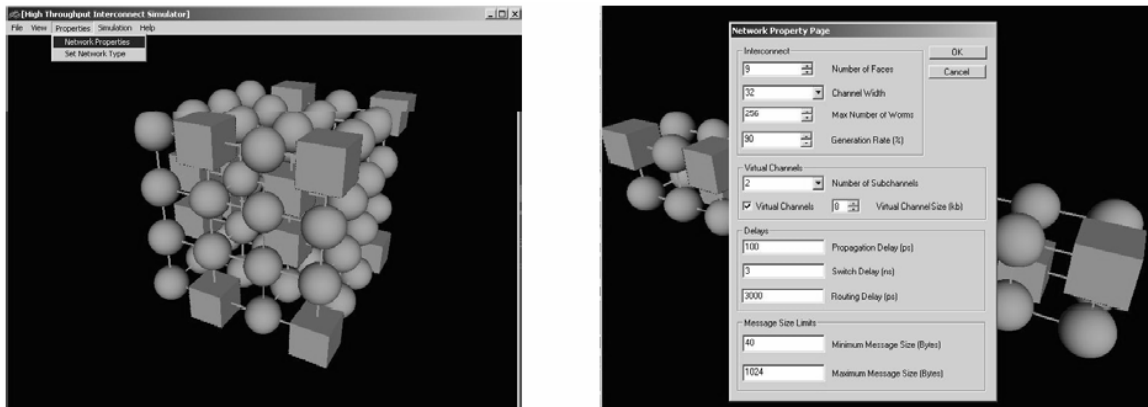 [High Throughput Interconnect Simulator]
File View Properties Simulation Help
Network Properties
Set Network Type
Network Property Page
Interconnect
9 Number of Faces
32 Channel Width
256 Max Number of Worms
90 Generation Rate (%)
OK
Cancel
Virtual Channels
2 Number of Subchannels
Virtual Channels 8 Virtual Channel Size (kb)
Delays
100 Propagation Delay (ps)
3 Switch Delay (ns)
3000 Routing Delay (ps)
Message Size Limits
40 Minimum Message Size (Bytes)
1024 Maximum Message Size (Bytes)